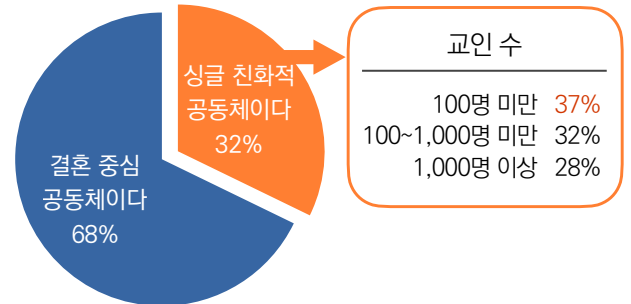 싱글 친화적
공동체이다
32%
결혼 중심
공동체이다
68%
교인 수
100명 미만 37%
100~1,000명 미만 32%
1,000명 이상 28%